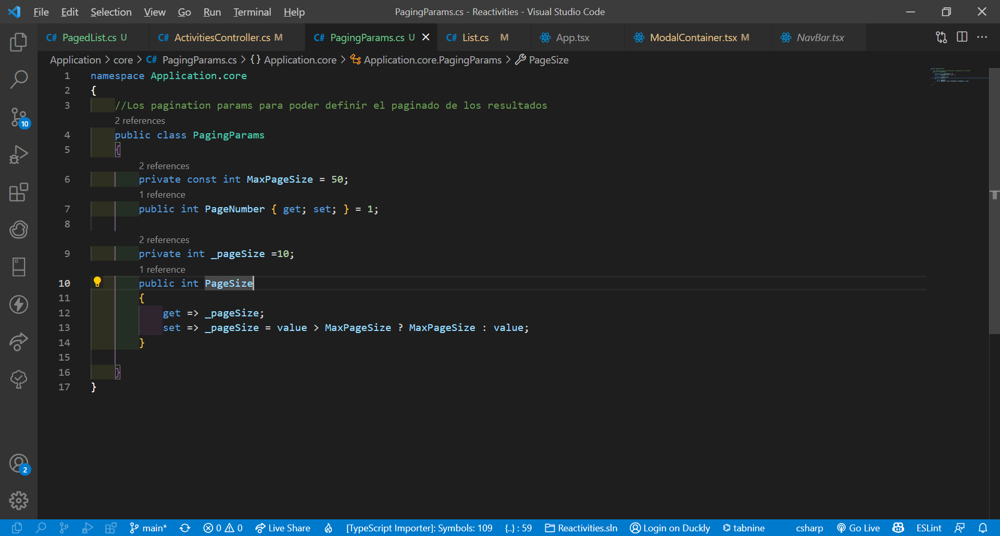 File Edit Selection View Go Run Terminal Help PagingParams.cs - Reactivities - Visual Studio Code
C# PagedList.cs U C# ActivitiesController.cs M C# PagingParams.cs U C# List.cs M App.tsx ModalContainer.tsx M NavBar.tsx
Application > core > C# PagingParams.cs > {} Application.core > Application.core.PagingParams > PageSize
1 namespace Application.core
2 {
3 //Los pagination params para poder definir el paginado de los resultados
2 references
4 public class PagingParams
5 {
2 references
6 private const int MaxPageSize = 50;
1 reference
7 public int PageNumber { get; set; } = 1;
8
2 references
9 private int _pageSize =10;
1 reference
10 public int PageSize
11 {
12 get => _pageSize;
13 set => _pageSize = value > MaxPageSize ? MaxPageSize : value;
14 }
15
16 }
17 }
10
2
main* 0 0 Live Share [TypeScript Importer]: Symbols: 109 {..} : 59 Reactivities.sln Login on Duckly tabnine csharp Go Live ESLint